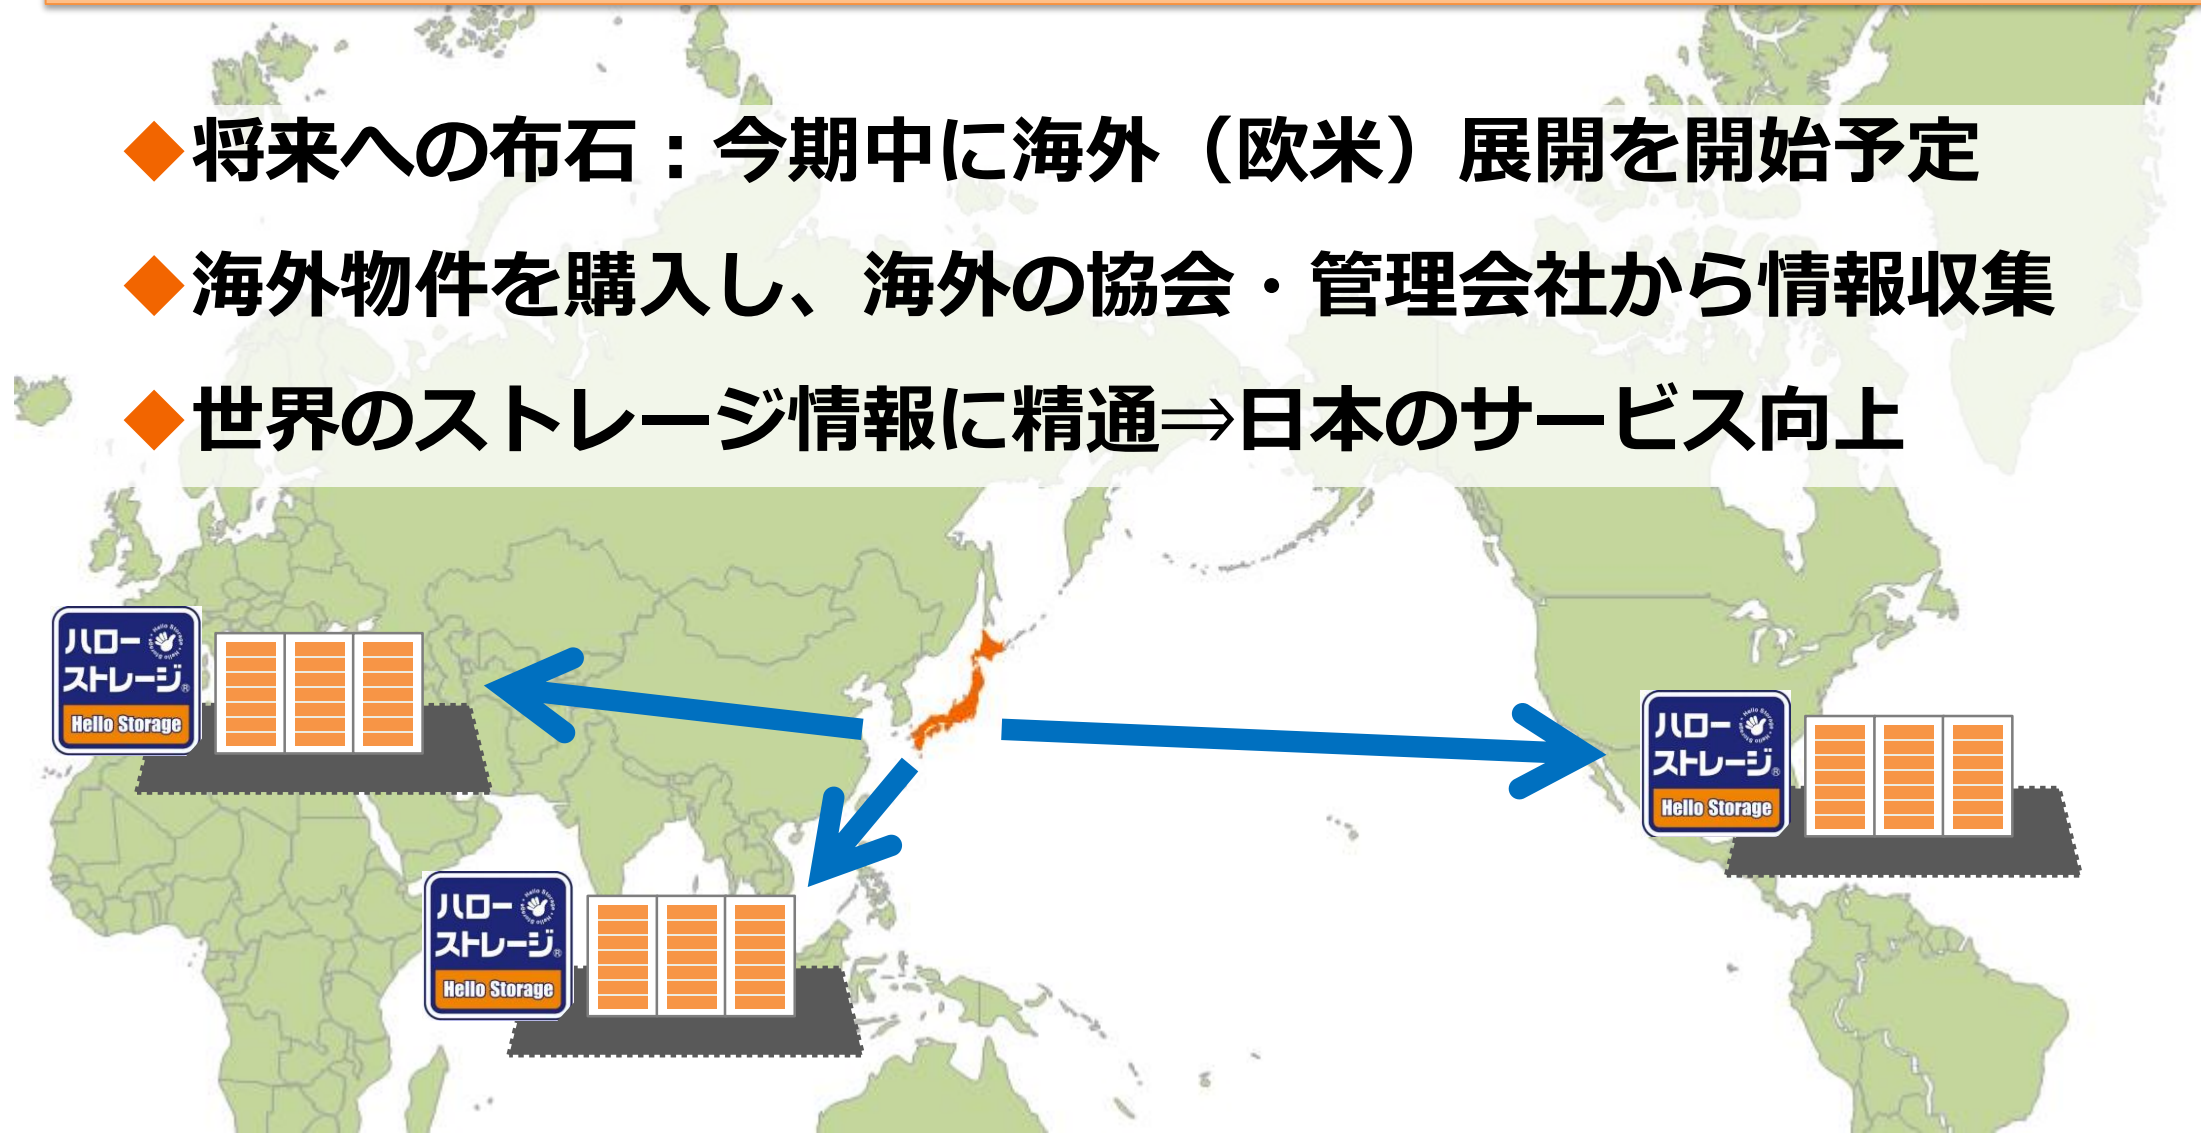 ◆将来への布石：今期中に海外（欧米）展開を開始予定
◆海外物件を購入し、海外の協会・管理会社から情報収集
◆世界のストレージ情報に精通⇒日本のサービス向上
ハロー
ストレージ®
Hello Storage
ハロー
ストレージ®
Hello Storage
ハロー
ストレージ®
Hello Storage